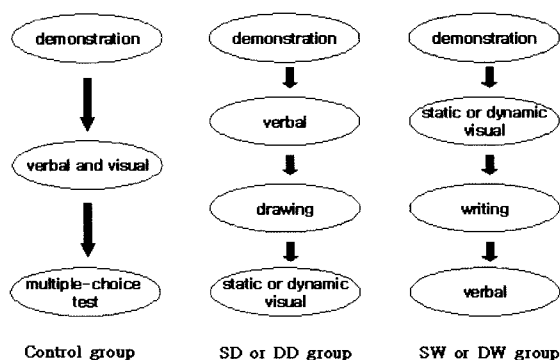 demonstration
verbal and visual
multiple-choice
test
Control group
demonstration
verbal
drawing
static or dynamic
visual
SD or DD group
demonstration
static or dynamic
visual
writing
verbal
SW or DW group